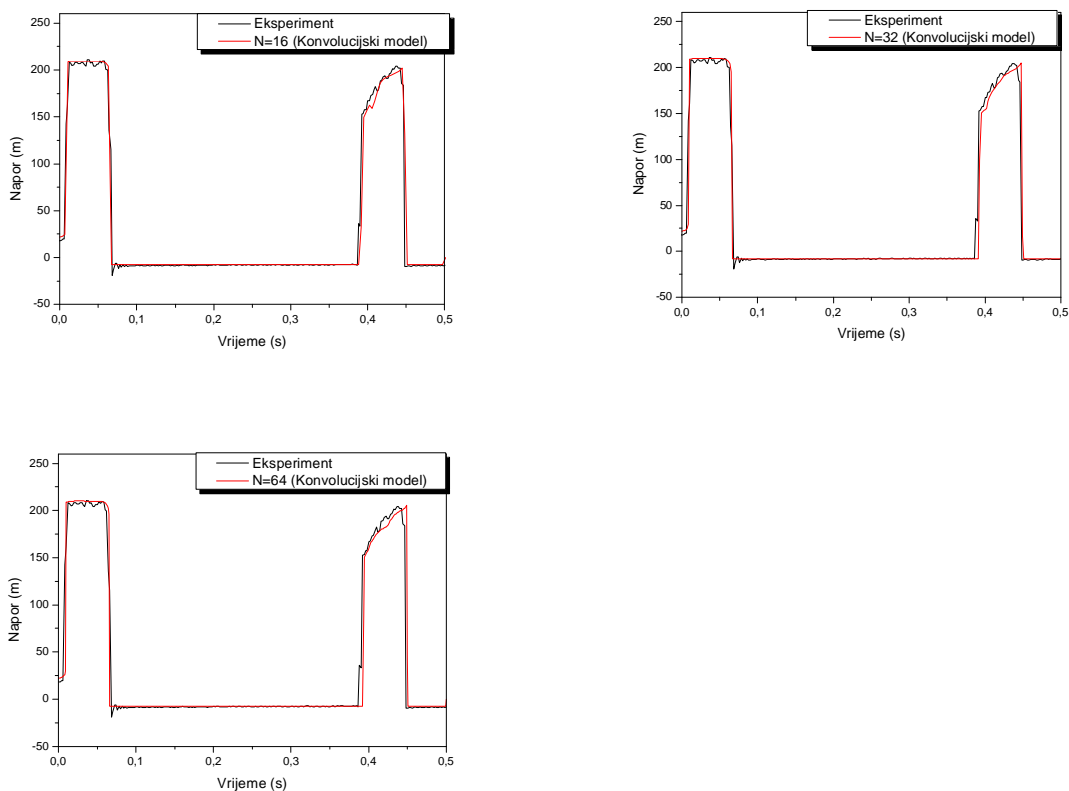 250
200
150
100
50
0
-50
Napor (m)
Eksperiment
N=16 (Konvolucijski model)
0,0 0,1 0,2 0,3 0,4 0,5
Vrijeme (s)
250
200
150
100
50
0
-50
Napor (m)
Eksperiment
N=32 (Konvolucijski model)
0,0 0,1 0,2 0,3 0,4 0,5
Vrijeme (s)
250
200
150
100
50
0
-50
Napor (m)
Eksperiment
N=64 (Konvolucijski model)
0,0 0,1 0,2 0,3 0,4 0,5
Vrijeme (s)